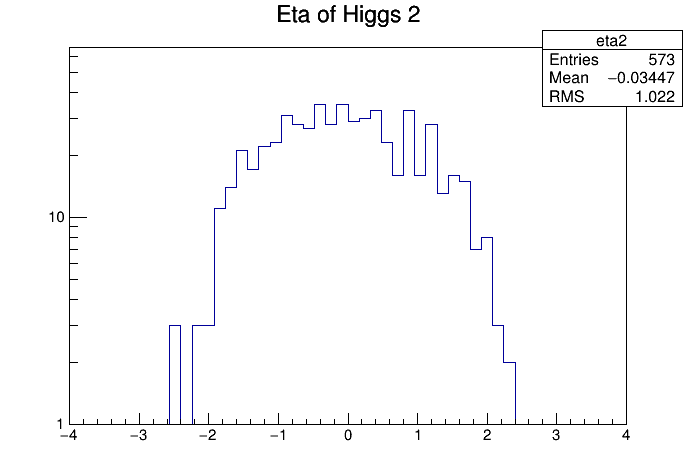 Eta of Higgs 2
eta2
Entries 573
Mean −0.03447
RMS 1.022
10
1
−4 −3 −2 −1 0 1 2 3 4